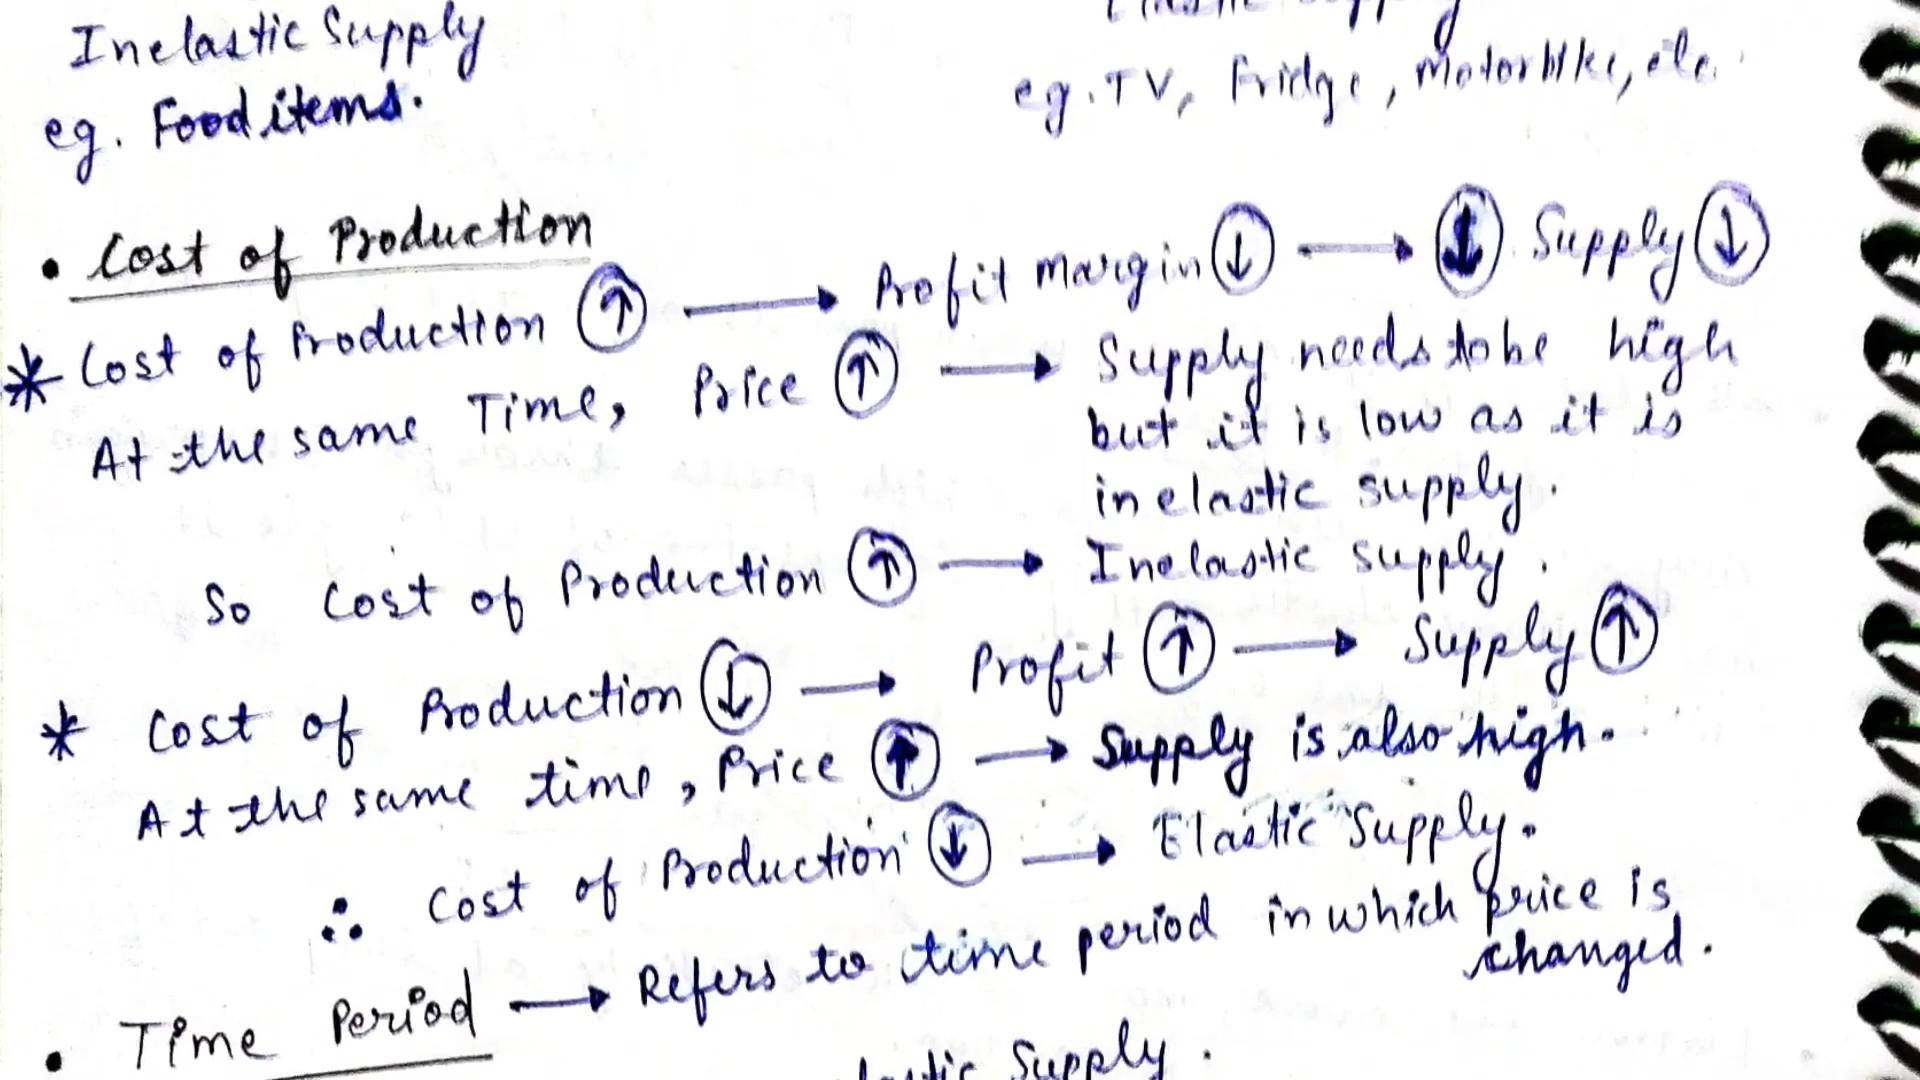 Inelastic Supply
Elastic Supply
eg. Food items.
eg. TV, Fridge, Motorbike, etc.
• Cost of Production
* Cost of Production (↑) → Profit Margin (↓) → (↓) Supply (↓)
At the same Time, Price (↑) → Supply needs to be high
but it is low as it is
inelastic supply.
So Cost of Production (↑) → Inelastic supply.
* Cost of Production (↓) → Profit (↑) → Supply (↑)
At the same time, Price (↑) → Supply is also high.
∴ Cost of Production (↓) → Elastic Supply.
• Time Period → Refers to time period in which price is
changed.
Supply.